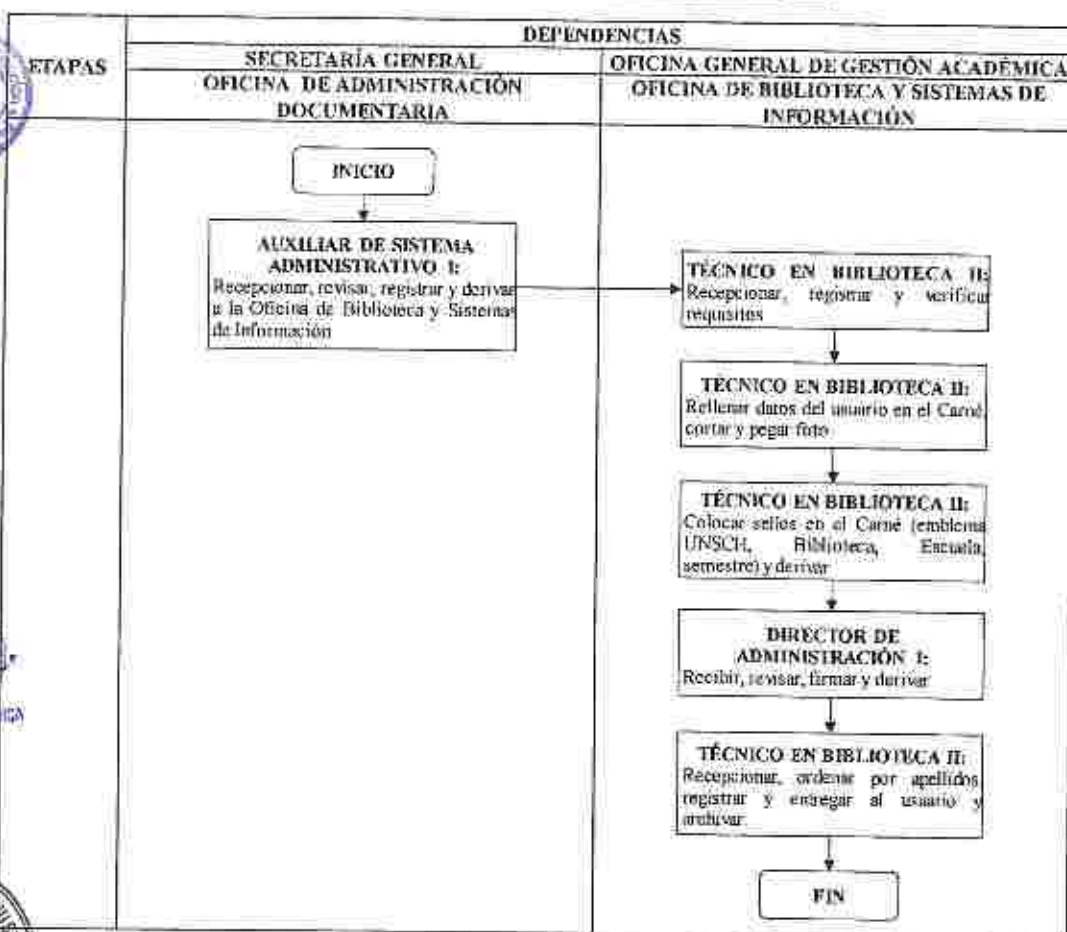 DEPENDENCIAS
ETAPAS
SECRETARÍA GENERAL
OFICINA GENERAL DE GESTIÓN ACADÉMICA
OFICINA DE ADMINISTRACIÓN
DOCUMENTARIA
OFICINA DE BIBLIOTECA Y SISTEMAS DE
INFORMACIÓN
INICIO
AUXILIAR DE SISTEMA
ADMINISTRATIVO I:
Recepcionar, revisar, registrar y derivar
a la Oficina de Biblioteca y Sistemas
de Información
TÉCNICO EN BIBLIOTECA II:
Recepcionar, registrar y verificar
requisitos
TÉCNICO EN BIBLIOTECA II:
Rellenar datos del usuario en el Carné,
cortar y pegar foto
TÉCNICO EN BIBLIOTECA II:
Colocar sellos en el Carné (emblema
UNSCH, Biblioteca, Escuela,
semestre) y derivar
DIRECTOR DE
ADMINISTRACIÓN I:
Recibir, revisar, firmar y derivar
TÉCNICO EN BIBLIOTECA II:
Recepcionar, ordenar por apellidos,
registrar y entregar al usuario y
archivar
FIN